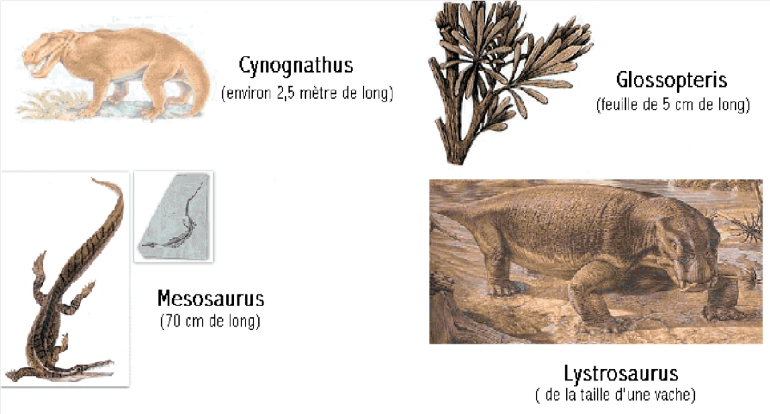 Cynognathus
(environ 2,5 mètre de long)
Glossopteris
(feuille de 5 cm de long)
Mesosaurus
(70 cm de long)
Lystrosaurus
( de la taille d'une vache)